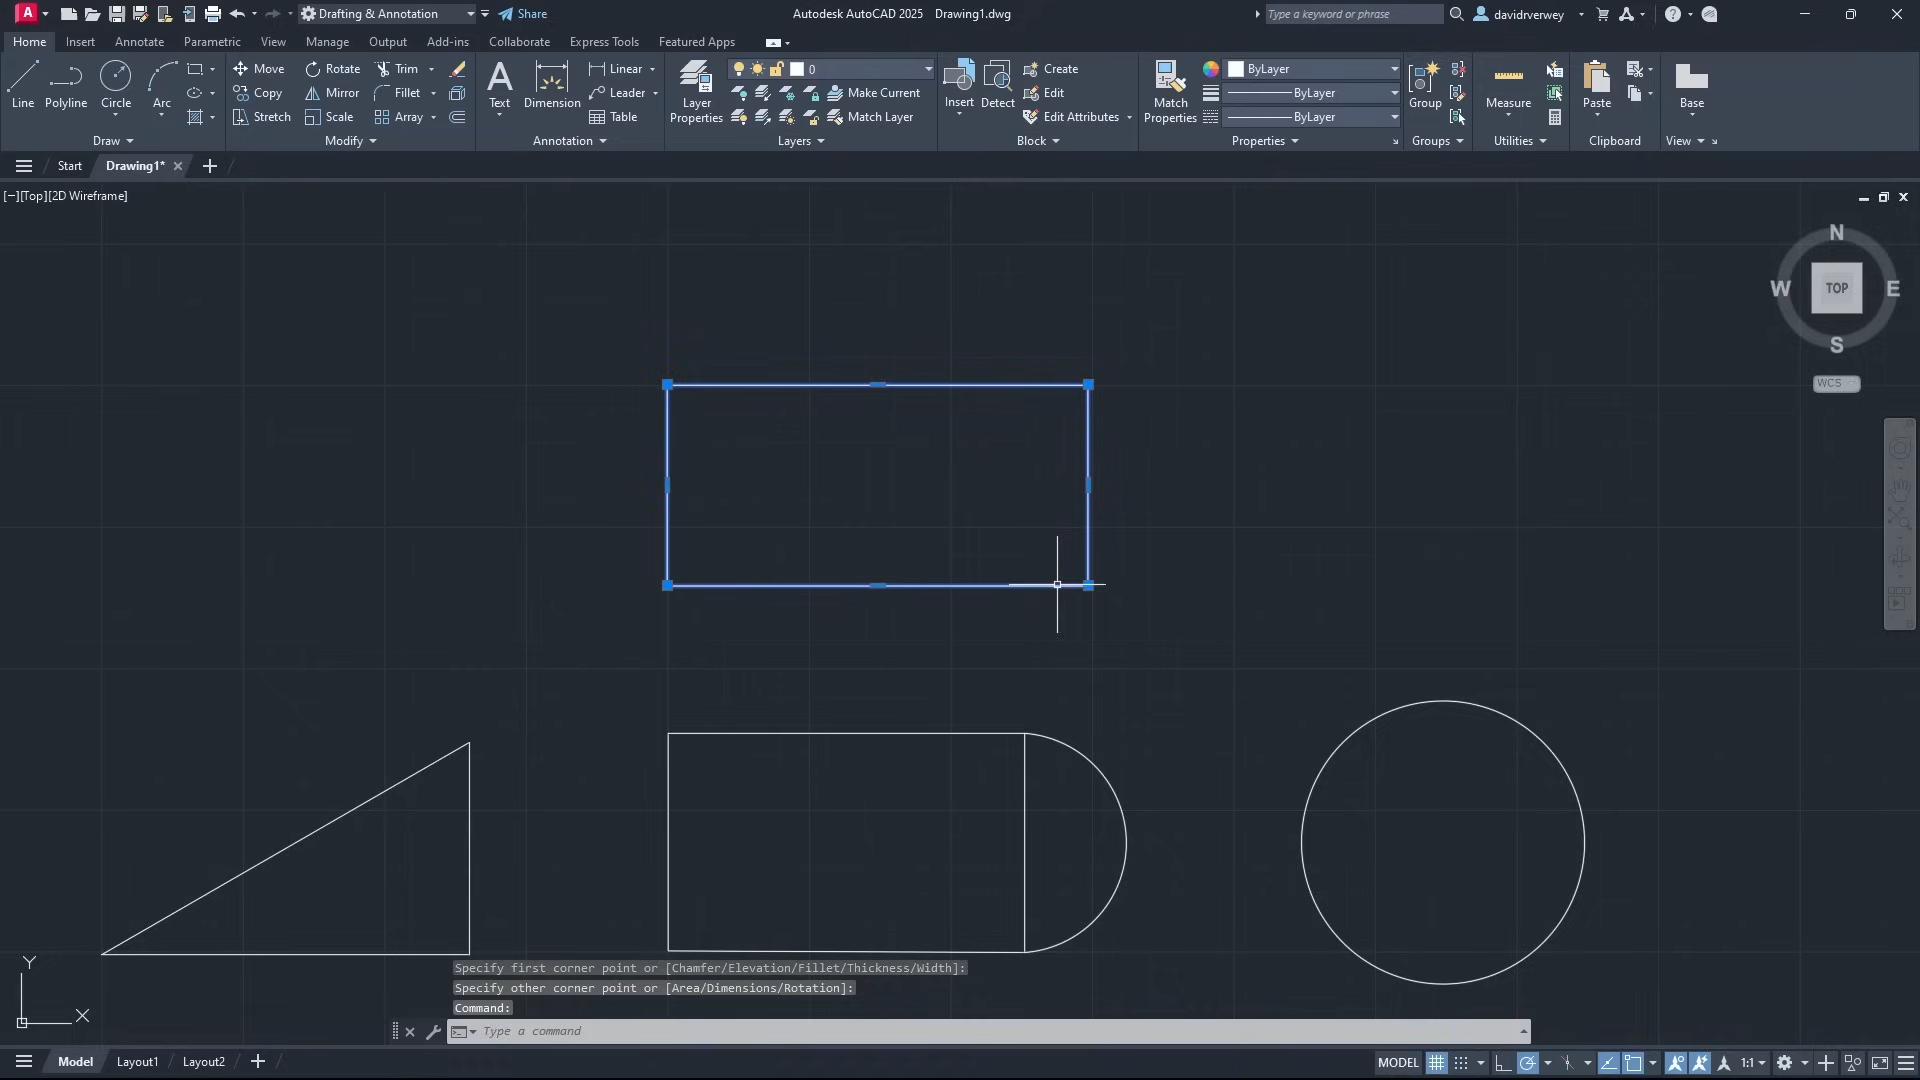 A Drafting & Annotation Share Autodesk AutoCAD 2025 Drawing1.dwg Type a keyword or phrase davidrverwey
Home Insert Annotate Parametric View Manage Output Add-ins Collaborate Express Tools Featured Apps
Move Rotate Trim Linear 0 Create ByLayer
Copy Mirror Fillet Leader Make Current Edit ByLayer
Line Polyline Circle Arc Text Dimension Layer Properties Insert Detect Match Properties Group Measure Paste Base
Stretch Scale Array Table Match Layer Edit Attributes ByLayer
Draw Modify Annotation Layers Block Properties Groups Utilities Clipboard View
Start Drawing1*
[−][Top][2D Wireframe]
N
W TOP E
S
WCS
Y
X
Specify first corner point or [Chamfer/Elevation/Fillet/Thickness/Width]:
Specify other corner point or [Area/Dimensions/Rotation]:
Command:
Type a command
Model Layout1 Layout2 MODEL 1:1